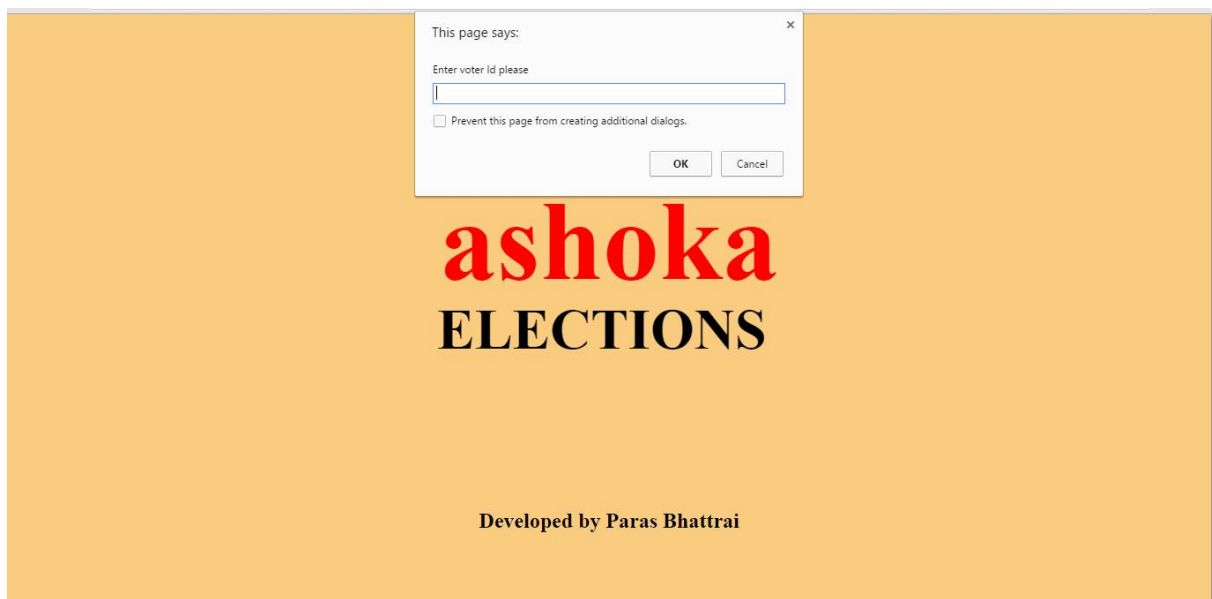 This page says:
Enter voter Id please
Prevent this page from creating additional dialogs.
OK Cancel
ashoka
ELECTIONS
Developed by Paras Bhattrai